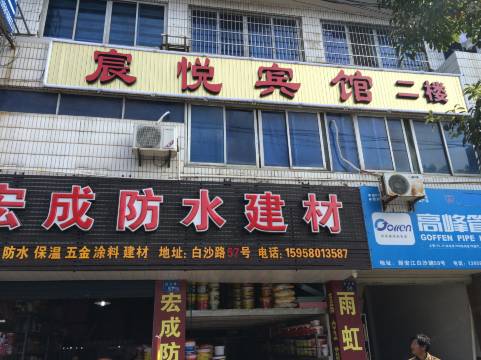 宸悦宾馆 二楼
宏成防水建材
防水 保温 五金 涂料 建材 地址: 白沙路57号 电话: 15958013587
Goffen
高峰管
GOFFEN PIPE
宏成防
雨虹